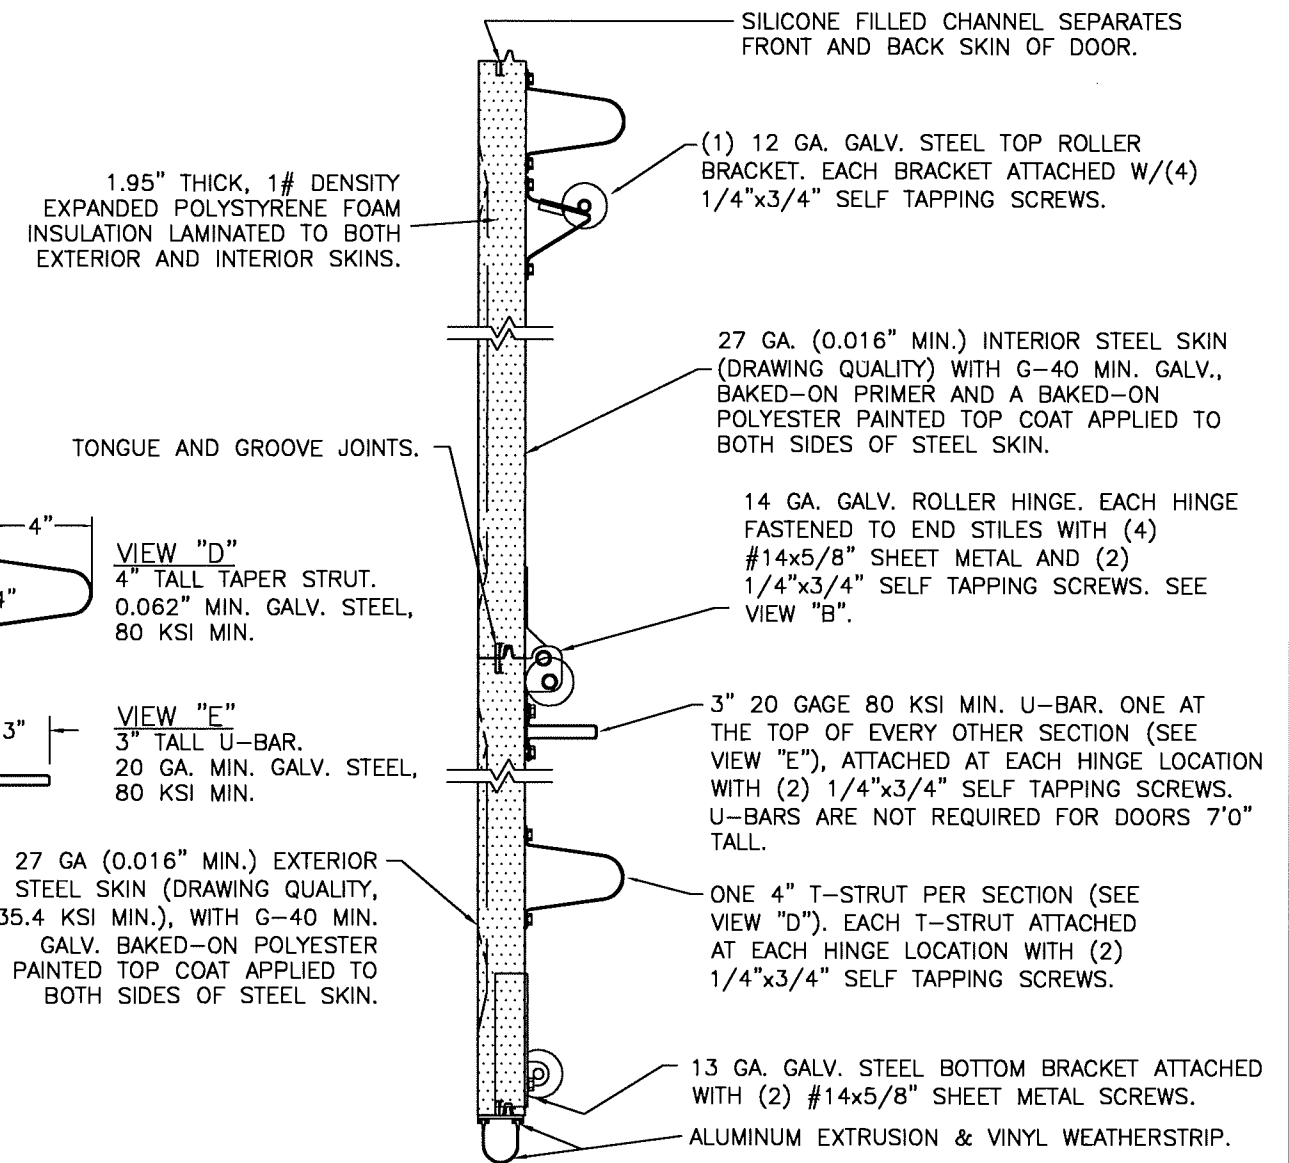 SILICONE FILLED CHANNEL SEPARATES
FRONT AND BACK SKIN OF DOOR.
(1) 12 GA. GALV. STEEL TOP ROLLER
BRACKET. EACH BRACKET ATTACHED W/(4)
1/4"x3/4" SELF TAPPING SCREWS.
1.95" THICK, 1# DENSITY
EXPANDED POLYSTYRENE FOAM
INSULATION LAMINATED TO BOTH
EXTERIOR AND INTERIOR SKINS.
27 GA. (0.016" MIN.) INTERIOR STEEL SKIN
(DRAWING QUALITY) WITH G-40 MIN. GALV.,
BAKED-ON PRIMER AND A BAKED-ON
POLYESTER PAINTED TOP COAT APPLIED TO
BOTH SIDES OF STEEL SKIN.
TONGUE AND GROOVE JOINTS.
14 GA. GALV. ROLLER HINGE. EACH HINGE
FASTENED TO END STILES WITH (4)
#14x5/8" SHEET METAL AND (2)
1/4"x3/4" SELF TAPPING SCREWS. SEE
VIEW "B".
4"
4"
VIEW "D"
4" TALL TAPER STRUT.
0.062" MIN. GALV. STEEL,
80 KSI MIN.
3"
VIEW "E"
3" TALL U-BAR.
20 GA. MIN. GALV. STEEL,
80 KSI MIN.
3" 20 GAGE 80 KSI MIN. U-BAR. ONE AT
THE TOP OF EVERY OTHER SECTION (SEE
VIEW "E"), ATTACHED AT EACH HINGE LOCATION
WITH (2) 1/4"x3/4" SELF TAPPING SCREWS.
U-BARS ARE NOT REQUIRED FOR DOORS 7'0"
TALL.
27 GA (0.016" MIN.) EXTERIOR
STEEL SKIN (DRAWING QUALITY,
35.4 KSI MIN.), WITH G-40 MIN.
GALV. BAKED-ON POLYESTER
PAINTED TOP COAT APPLIED TO
BOTH SIDES OF STEEL SKIN.
ONE 4" T-STRUT PER SECTION (SEE
VIEW "D"). EACH T-STRUT ATTACHED
AT EACH HINGE LOCATION WITH (2)
1/4"x3/4" SELF TAPPING SCREWS.
13 GA. GALV. STEEL BOTTOM BRACKET ATTACHED
WITH (2) #14x5/8" SHEET METAL SCREWS.
ALUMINUM EXTRUSION & VINYL WEATHERSTRIP.